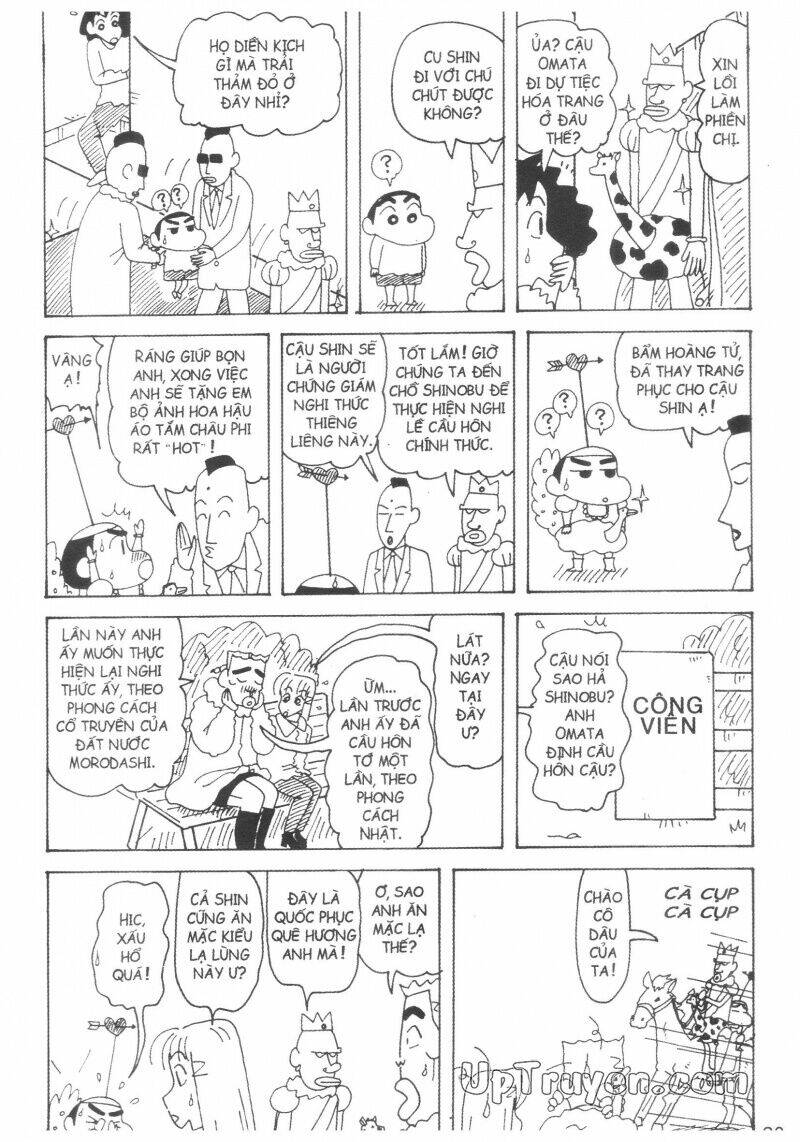 XIN
LỖI
LÀM
PHIỀN
CHỊ.
ỦA? CẬU
OMATA
ĐI DỰ TIỆC
HÓA TRANG
Ở ĐÂU
THẾ?
CU SHIN
ĐI VỚI CHÚ
CHÚT ĐƯỢC
KHÔNG?
?
HỌ DIỄN KỊCH
GÌ MÀ TRẢI
THẢM ĐỎ Ở
ĐÂY NHỈ?
? ?
BẨM HOÀNG TỬ,
ĐÃ THAY TRANG
PHỤC CHO CẬU
SHIN Ạ!
? ? ?
TỐT LẮM! GIỜ
CHÚNG TA ĐẾN
CHỖ SHINOBU ĐỂ
THỰC HIỆN NGHI
LỄ CẦU HÔN
CHÍNH THỨC.
CẬU SHIN SẼ
LÀ NGƯỜI
CHỨNG GIÁM
NGHI THỨC
THIÊNG
LIÊNG NÀY.
RÁNG GIÚP BỌN
ANH, XONG VIỆC
ANH SẼ TẶNG EM
BỘ ẢNH HOA HẬU
ÁO TẮM CHÂU PHI
RẤT "HOT"!
VÂNG
Ạ!
CÔNG
VIÊN
CẬU NÓI
SAO HẢ
SHINOBU?
ANH
OMATA
ĐỊNH CẦU
HÔN CẬU?
LÁT
NỮA?
NGAY
TẠI
ĐÂY
Ư?
ỪM...
LẦN TRƯỚC
ANH ẤY ĐÃ
CẦU HÔN
TỚ MỘT
LẦN, THEO
PHONG
CÁCH
NHẬT.
LẦN NÀY ANH
ẤY MUỐN THỰC
HIỆN LẠI NGHI
THỨC ẤY, THEO
PHONG CÁCH
CỔ TRUYỀN CỦA
ĐẤT NƯỚC
MORODASHI.
CÀ CỤP
CÀ CỤP
CHÀO
CÔ
DÂU
CỦA
TA!
Ơ, SAO
ANH ĂN
MẶC LẠ
THẾ?
ĐÂY LÀ
QUỐC PHỤC
QUÊ HƯƠNG
ANH MÀ!
CẢ SHIN
CŨNG ĂN
MẶC KIỂU
LẠ LÙNG
NÀY Ư?
HIC,
XẤU
HỔ
QUÁ!
UpTruyen.com